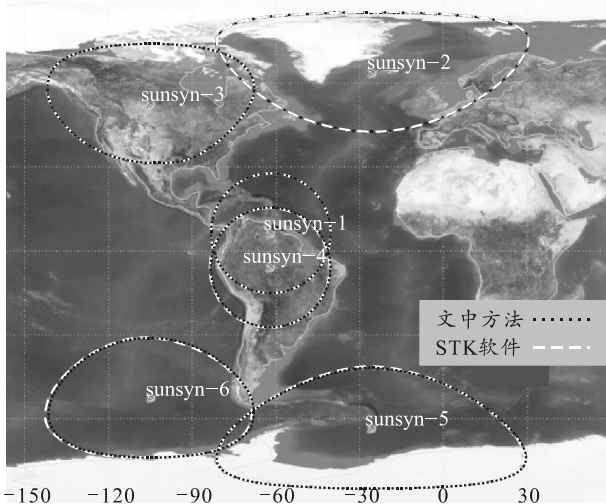 sunsyn−2
sunsyn−3
sunsyn−1
sunsyn−4
文中方法
STK软件
sunsyn−6
sunsyn−5
−150 −120 −90 −60 −30 0 30